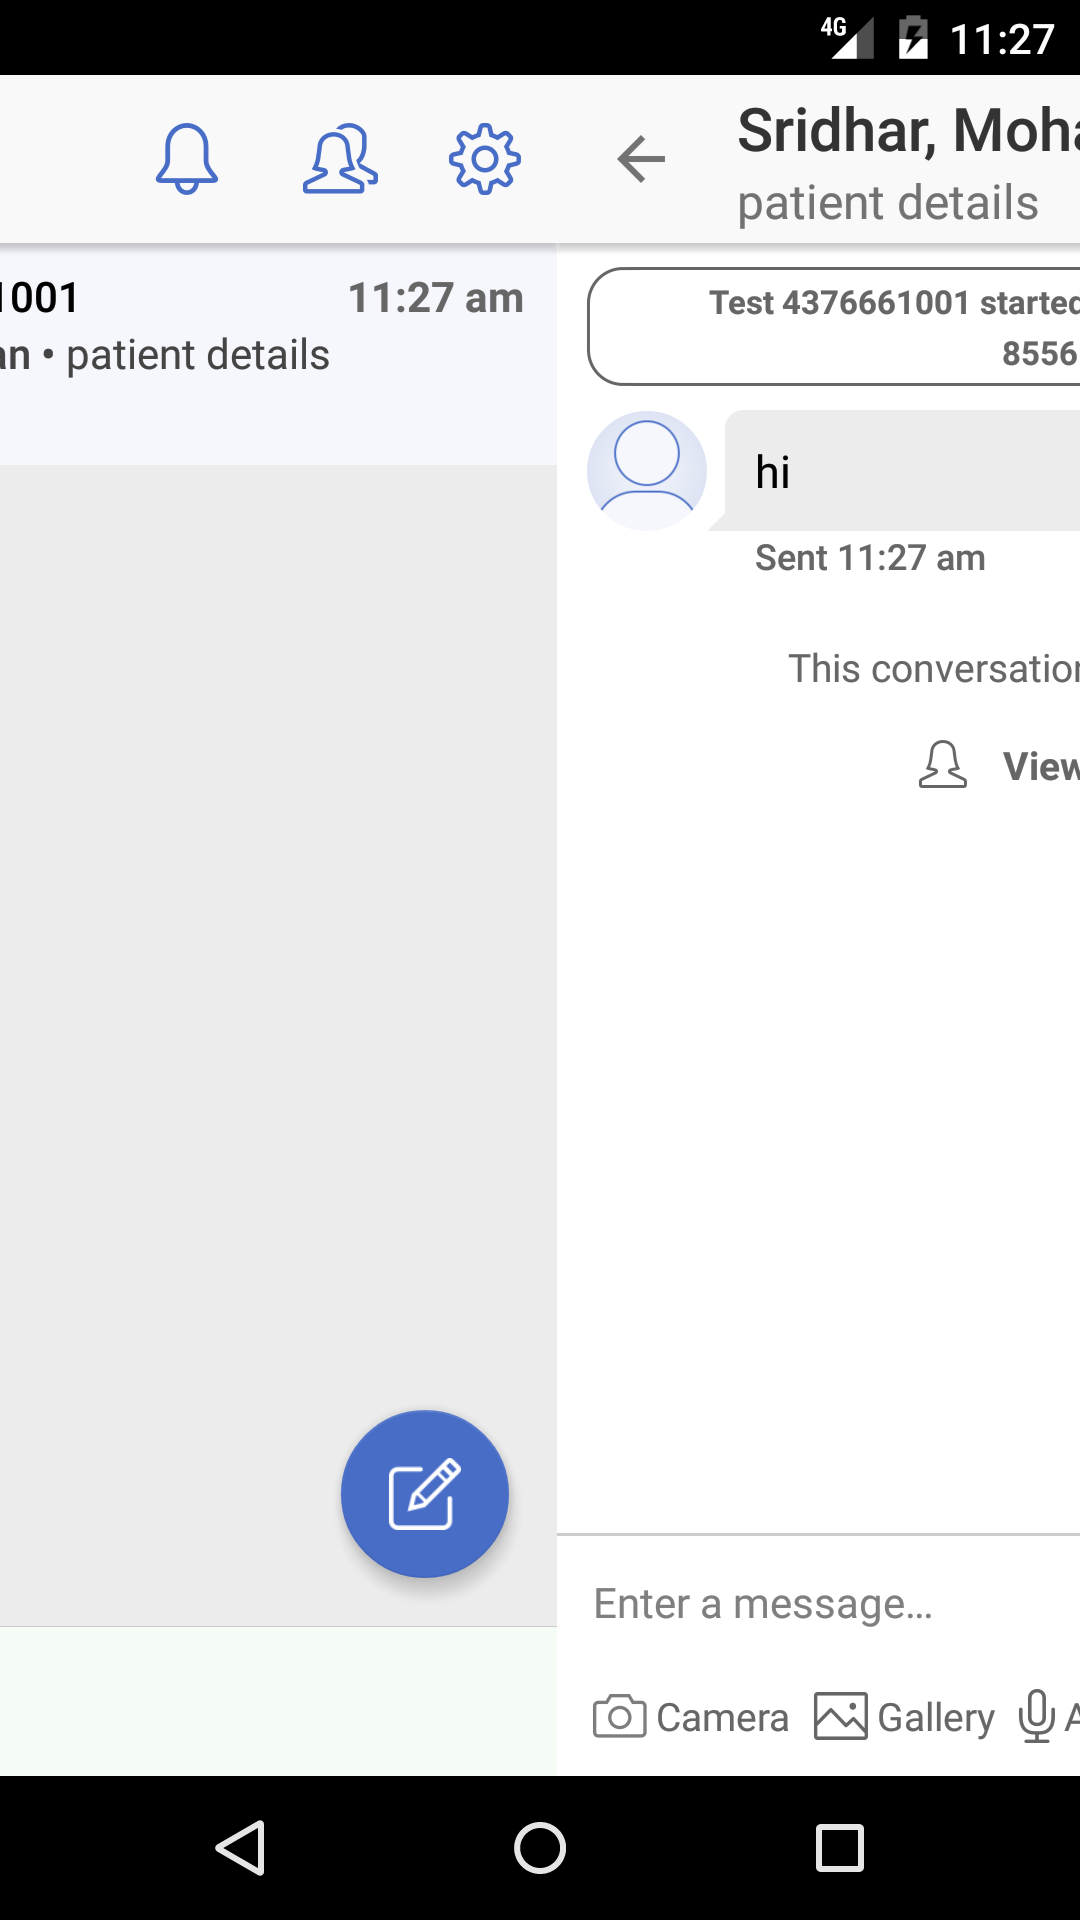 4G 11:27
Sridhar, Moha
patient details
1001 11:27 am
an • patient details
Test 4376661001 started
8556
hi
Sent 11:27 am
This conversation
View
Enter a message...
Camera Gallery A